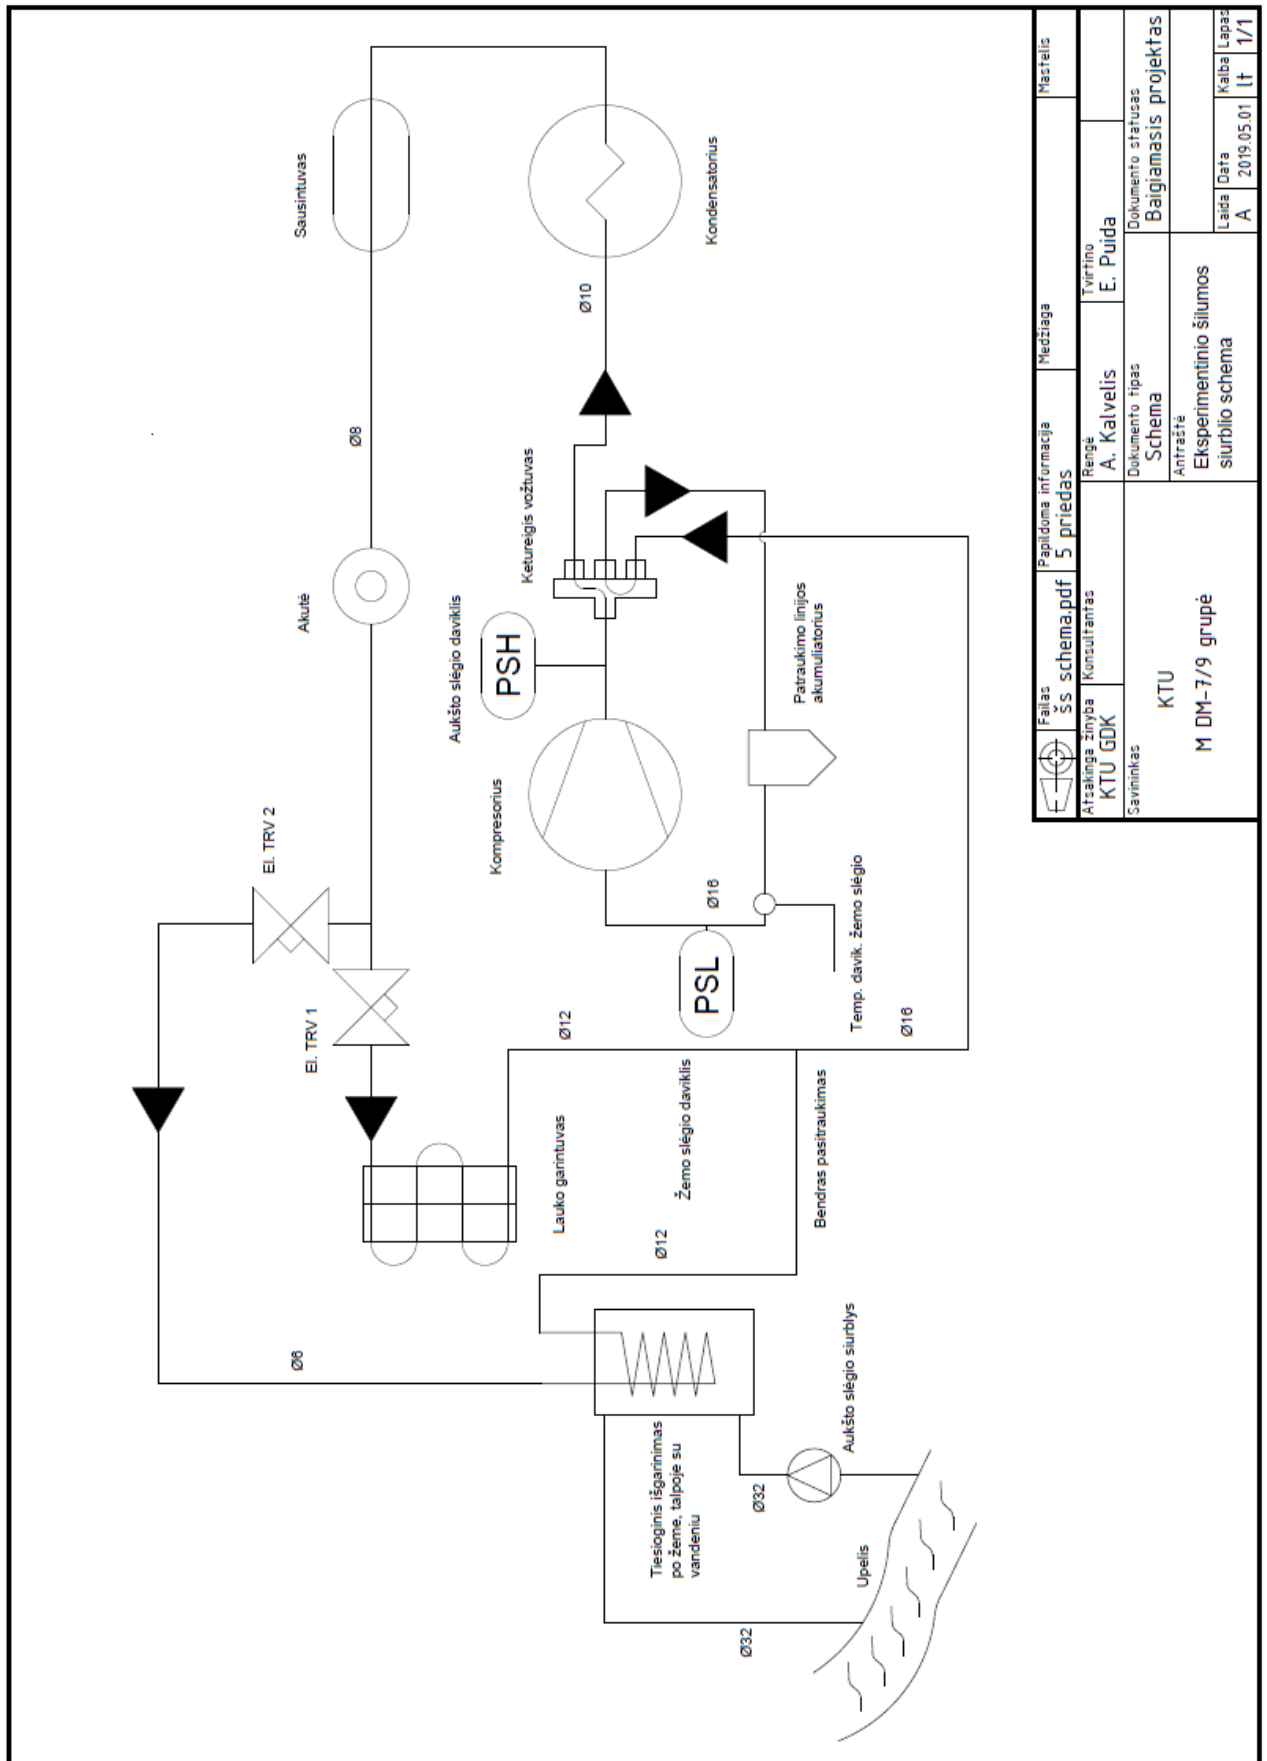 Tiesioginis išgarinimas
po žeme, talpoje su
vandeniu
Ø32
Ø32
Upelis
Aukšto slėgio siurblys
Ø6
Ø12
Lauko garintuvas
Žemo slėgio daviklis
Bendras pasitraukimas
El. TRV 1
El. TRV 2
Ø12
Ø16
PSL
Temp. davik. žemo slėgio
Ø16
Kompresorius
Aukšto slėgio daviklis
PSH
Patraukimo linijos
akumuliatorius
Akutė
Ketureigis vožtuvas
Ø8
Ø10
Sausintuvas
Kondensatorius
Failas
šs schema.pdf
Papildoma informacija
5 priedas
Medžiaga
Mastelis
Atsakinga žinyba
KTU GDK
Konsultantas
Rengė
A. Kalvelis
Tvirtino
E. Puida
Savininkas
KTU
M DM-7/9 grupė
Dokumento tipas
Schema
Dokumento statusas
Baigiamasis projektas
Antraštė
Eksperimentinio šilumos
siurblio schema
Laida
A
Data
2019.05.01
Kalba
lt
Lapas
1/1